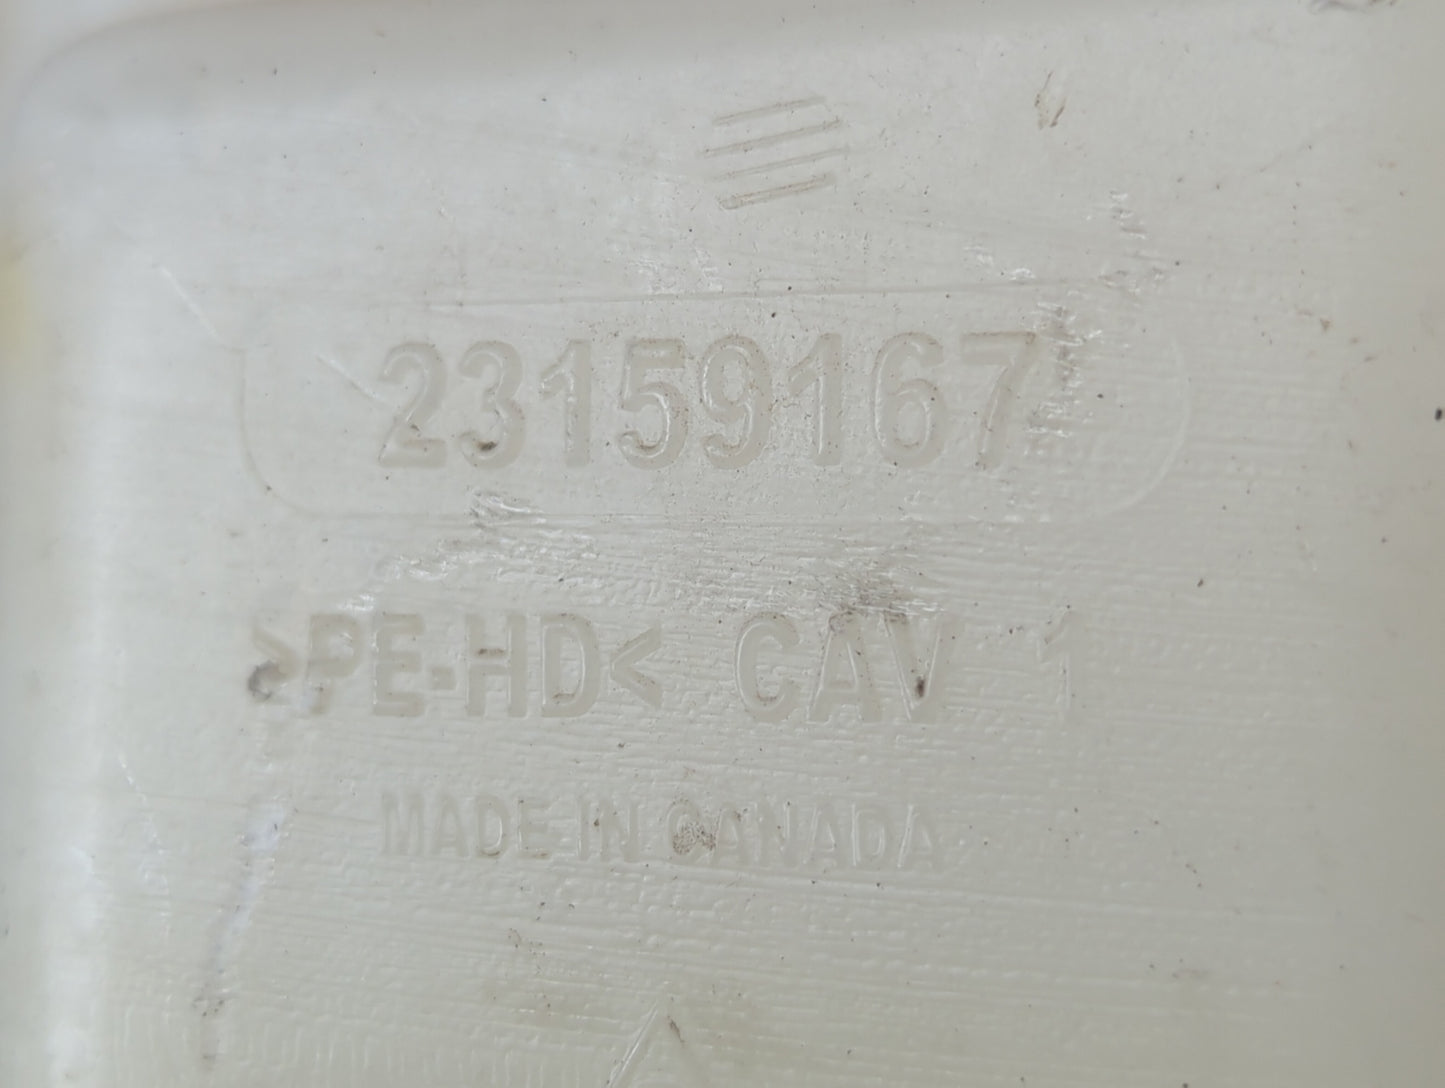 23159167
>PE-HD< CAV 1
MADE IN CANADA